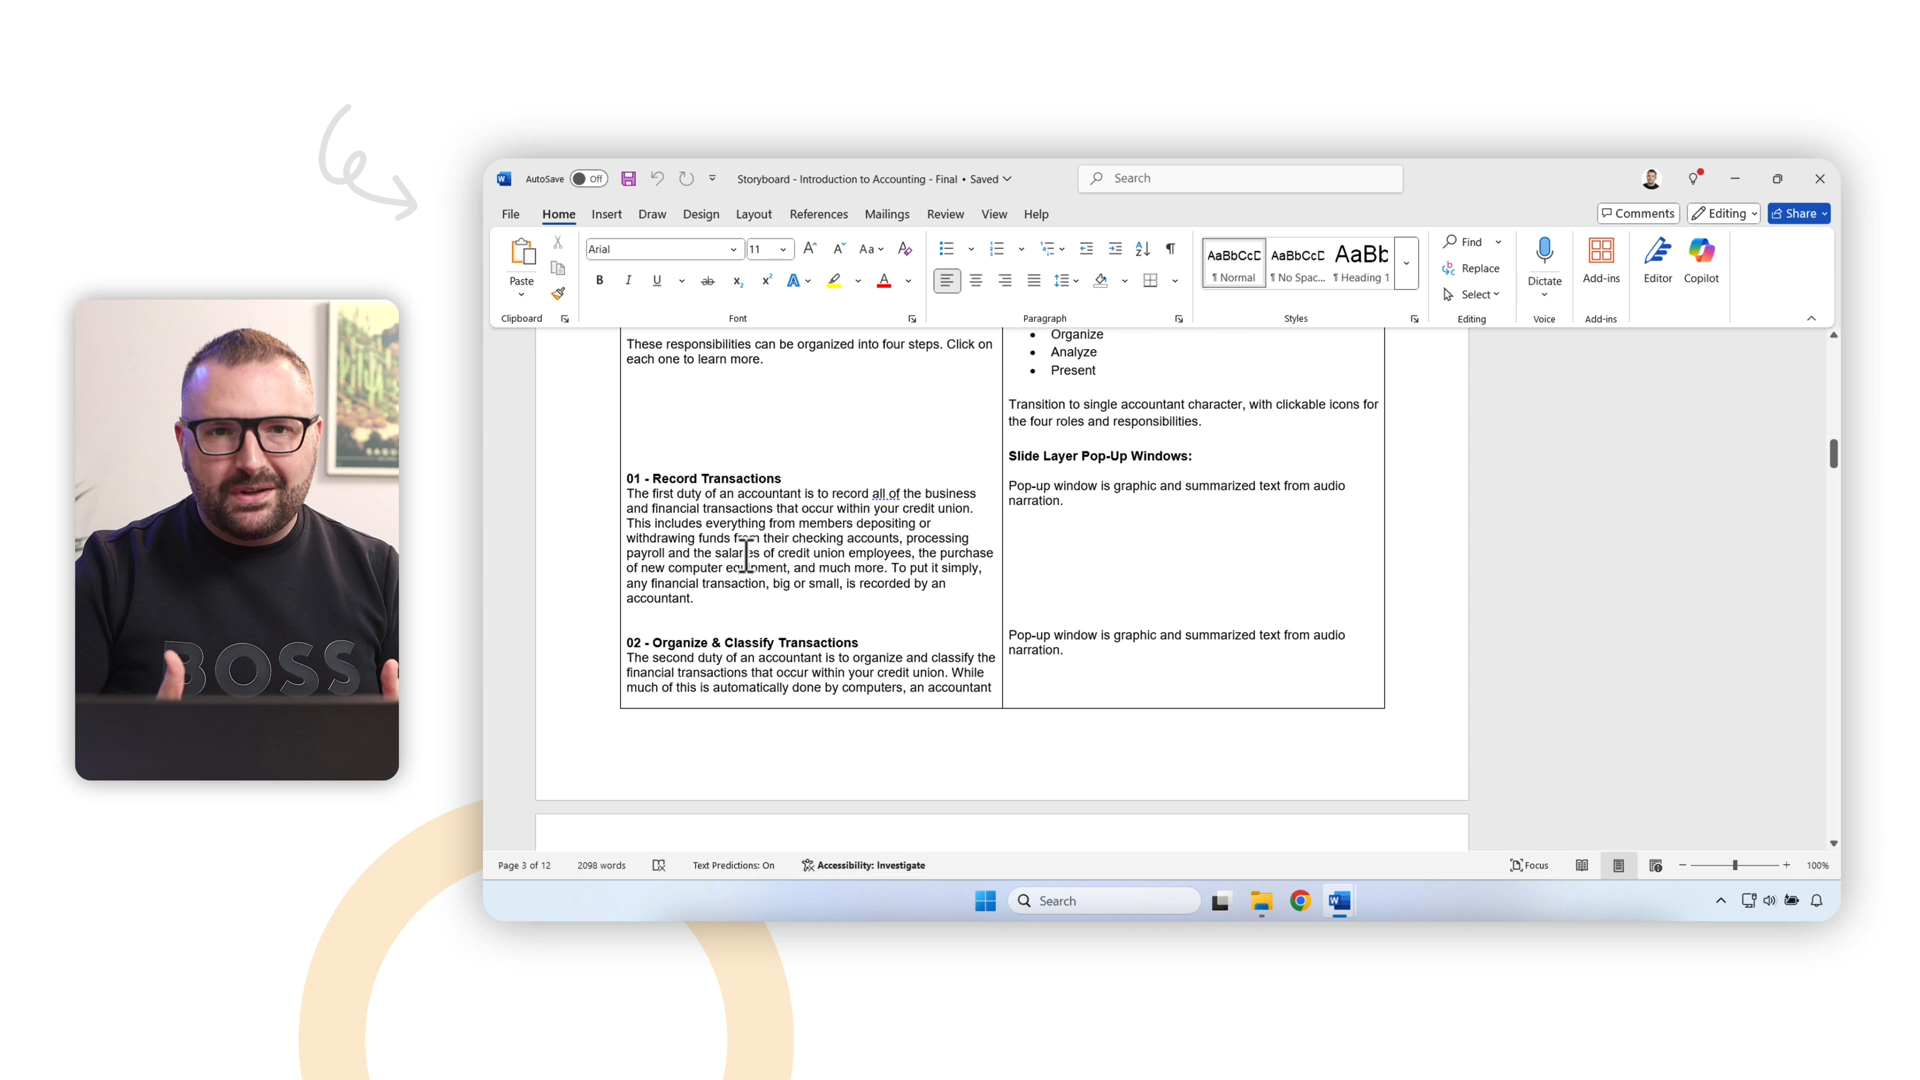 AutoSave Off Storyboard - Introduction to Accounting - Final • Saved Search
File Home Insert Draw Design Layout References Mailings Review View Help Comments Editing Share
Paste
Clipboard
Arial 11 Aa
B I U ab x₂ x² A A
Font
Paragraph
AaBbCcD AaBbCcD AaBb
¶ Normal ¶ No Spac... ¶ Heading 1
Styles
Find
Replace
Select
Editing
Dictate
Voice
Add-ins
Add-ins
Editor
Copilot
These responsibilities can be organized into four steps. Click on
each one to learn more.
01 - Record Transactions
The first duty of an accountant is to record all of the business
and financial transactions that occur within your credit union.
This includes everything from members depositing or
withdrawing funds from their checking accounts, processing
payroll and the salaries of credit union employees, the purchase
of new computer equipment, and much more. To put it simply,
any financial transaction, big or small, is recorded by an
accountant.
02 - Organize & Classify Transactions
The second duty of an accountant is to organize and classify the
financial transactions that occur within your credit union. While
much of this is automatically done by computers, an accountant
• Organize
• Analyze
• Present
Transition to single accountant character, with clickable icons for
the four roles and responsibilities.
Slide Layer Pop-Up Windows:
Pop-up window is graphic and summarized text from audio
narration.
Pop-up window is graphic and summarized text from audio
narration.
Page 3 of 12 2098 words Text Predictions: On Accessibility: Investigate Focus 100%
Search
BOSS